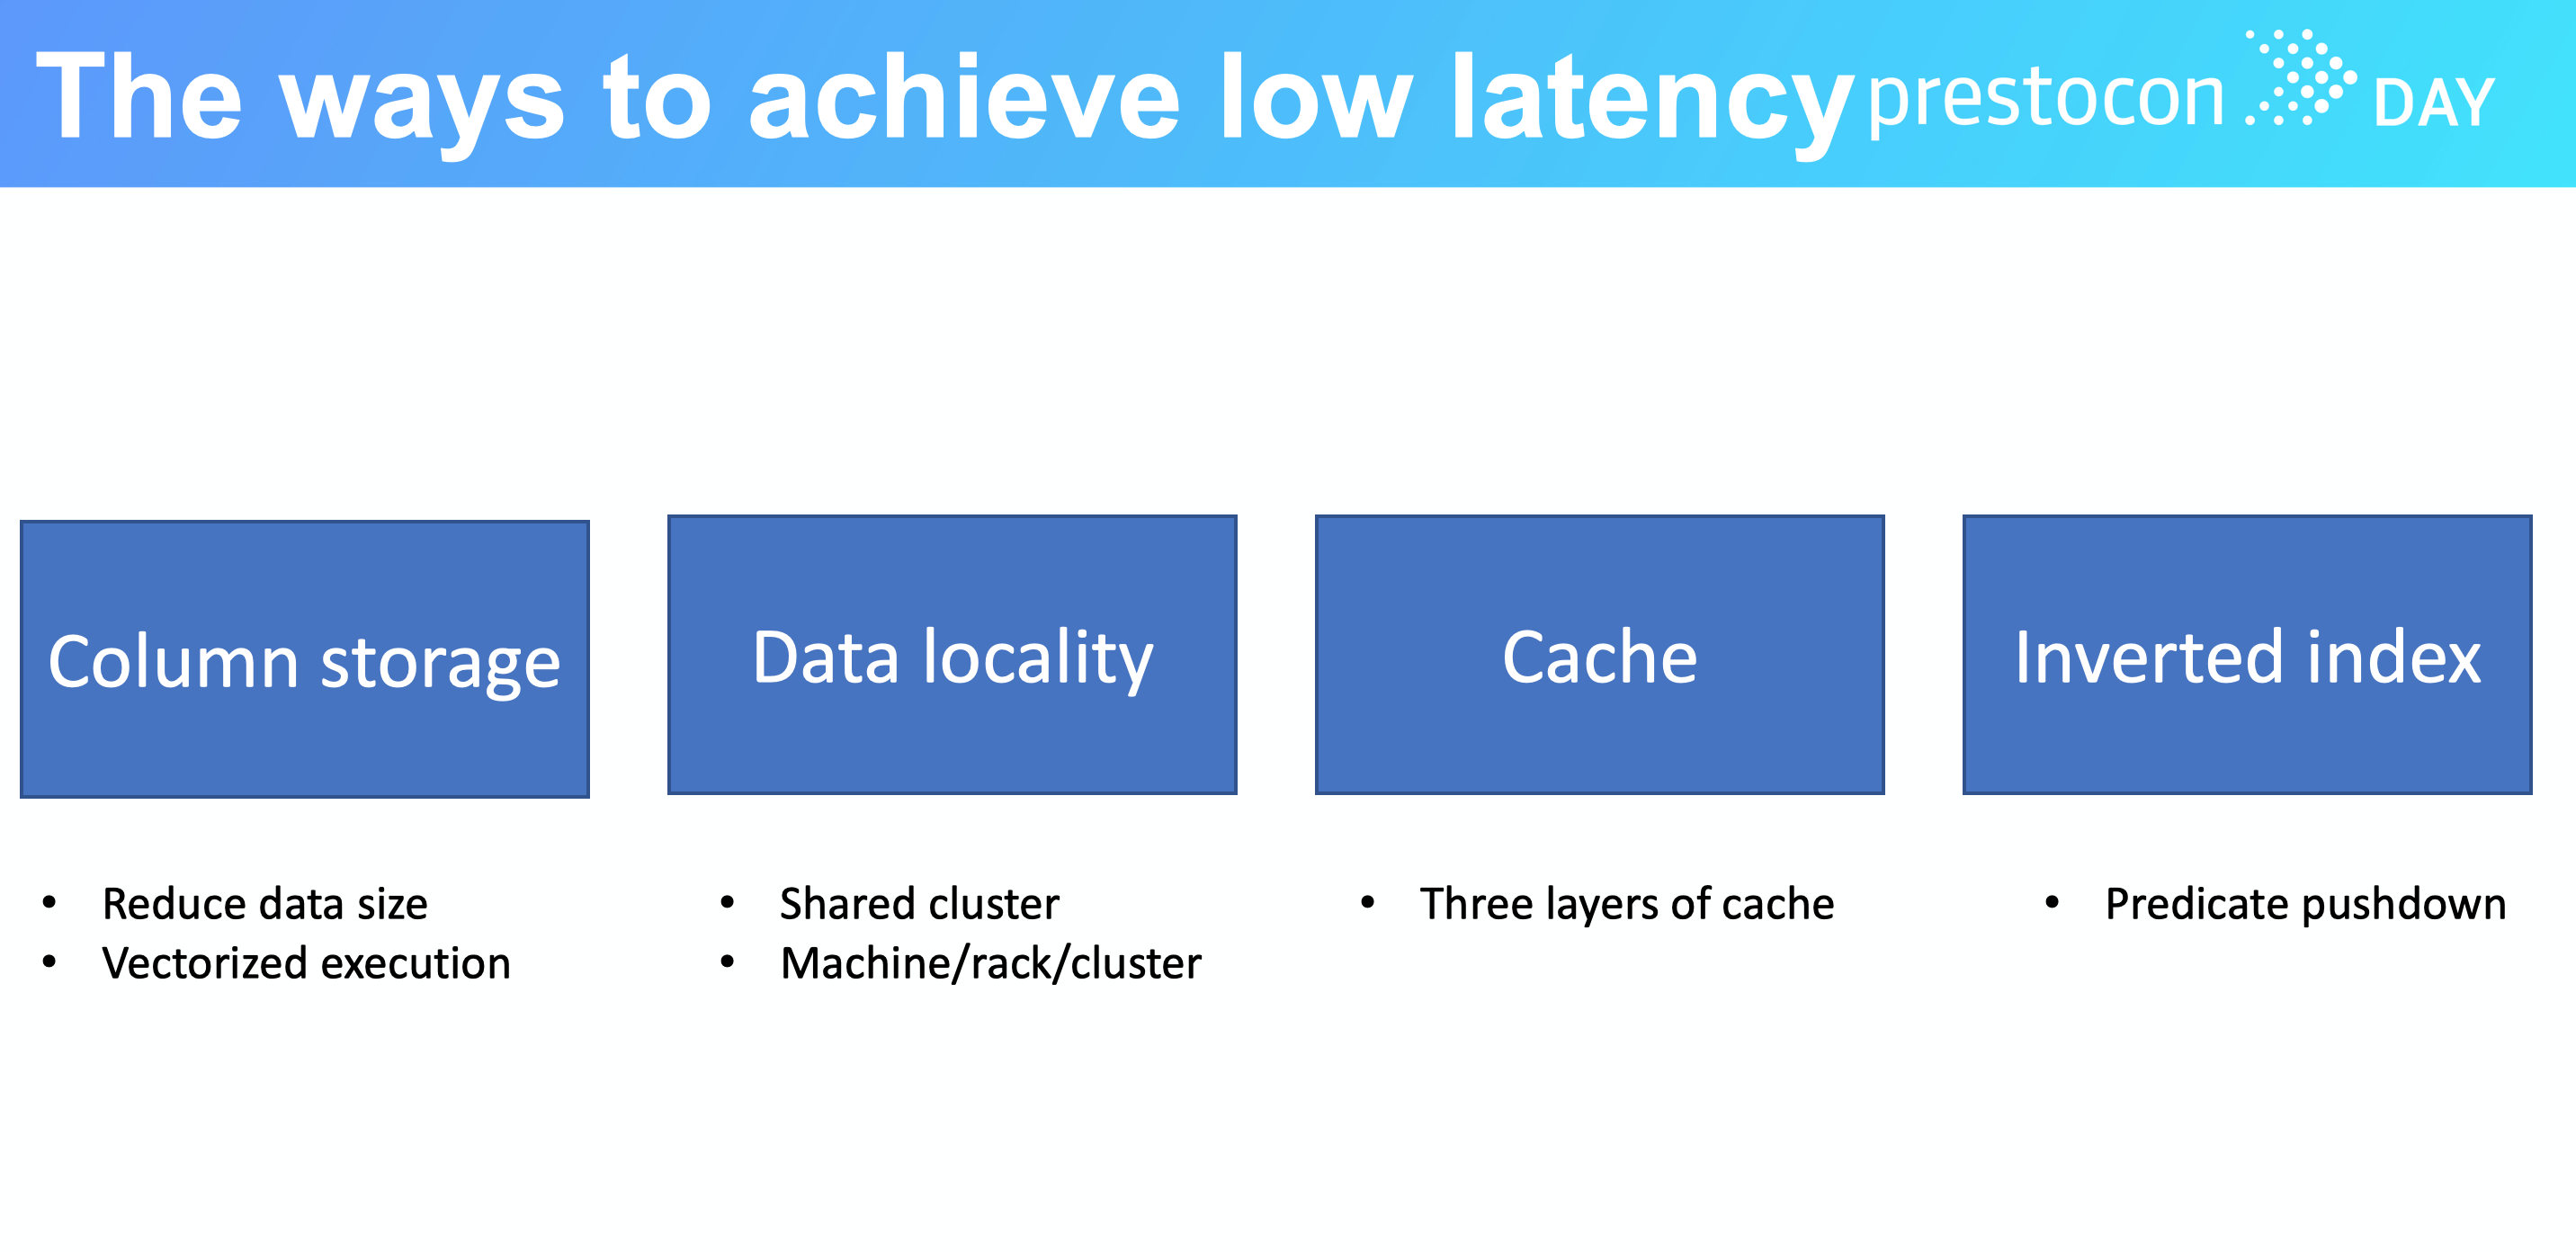 The ways to achieve low latency
prestocon DAY
Column storage
Data locality
Cache
Inverted index
• Reduce data size
• Vectorized execution
• Shared cluster
• Machine/rack/cluster
• Three layers of cache
• Predicate pushdown